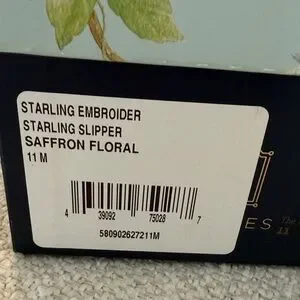 STARLING EMBROIDER
STARLING SLIPPER
SAFFRON FLORAL
11 M
4 39092 75028 7
580902627211M